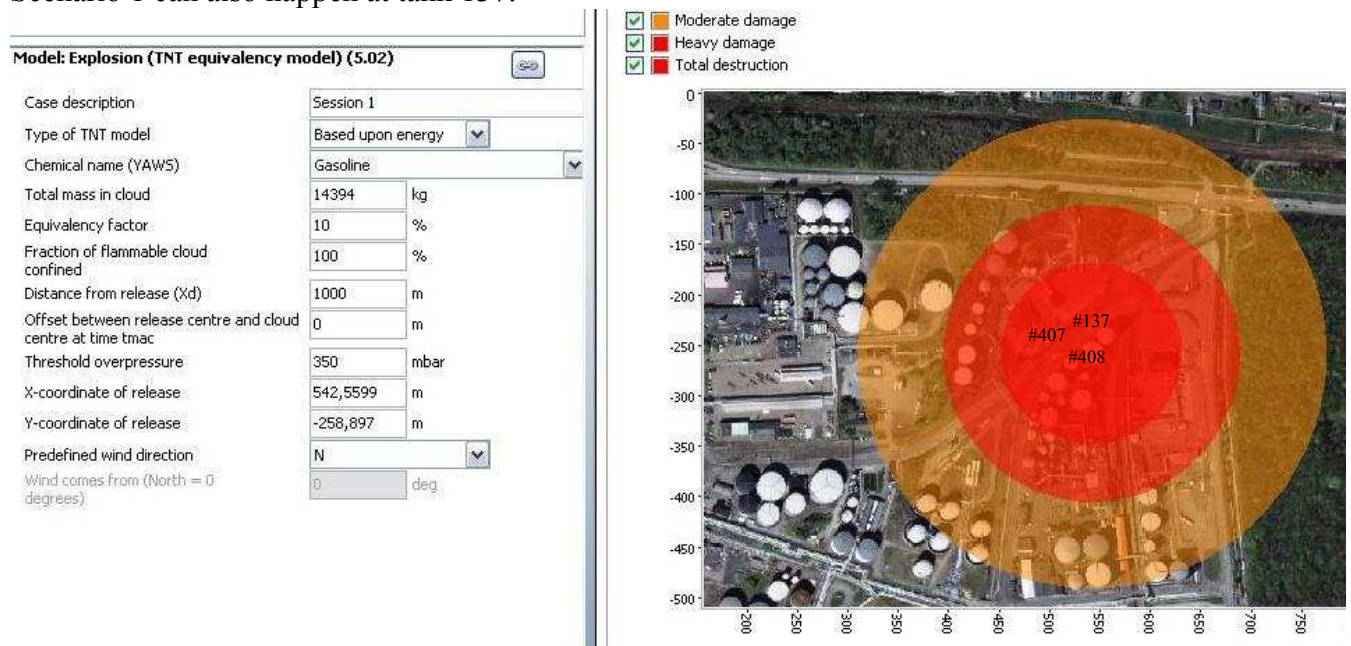 Scenario 1 can also happen at tank 137.
Model: Explosion (TNT equivalency model) (5.02)
Case description Session 1
Type of TNT model Based upon energy
Chemical name (YAWS) Gasoline
Total mass in cloud 14394 kg
Equivalency factor 10 %
Fraction of flammable cloud
confined 100 %
Distance from release (Xd) 1000 m
Offset between release centre and cloud
centre at time tmac 0 m
Threshold overpressure 350 mbar
X-coordinate of release 542,5599 m
Y-coordinate of release -258,897 m
Predefined wind direction N
Wind comes from (North = 0
degrees) 0 deg
Moderate damage
Heavy damage
Total destruction
0
-50
-100
-150
-200
-250
-300
-350
-400
-450
-500
#137
#407
#408
200
250
300
350
400
450
500
550
600
650
700
750